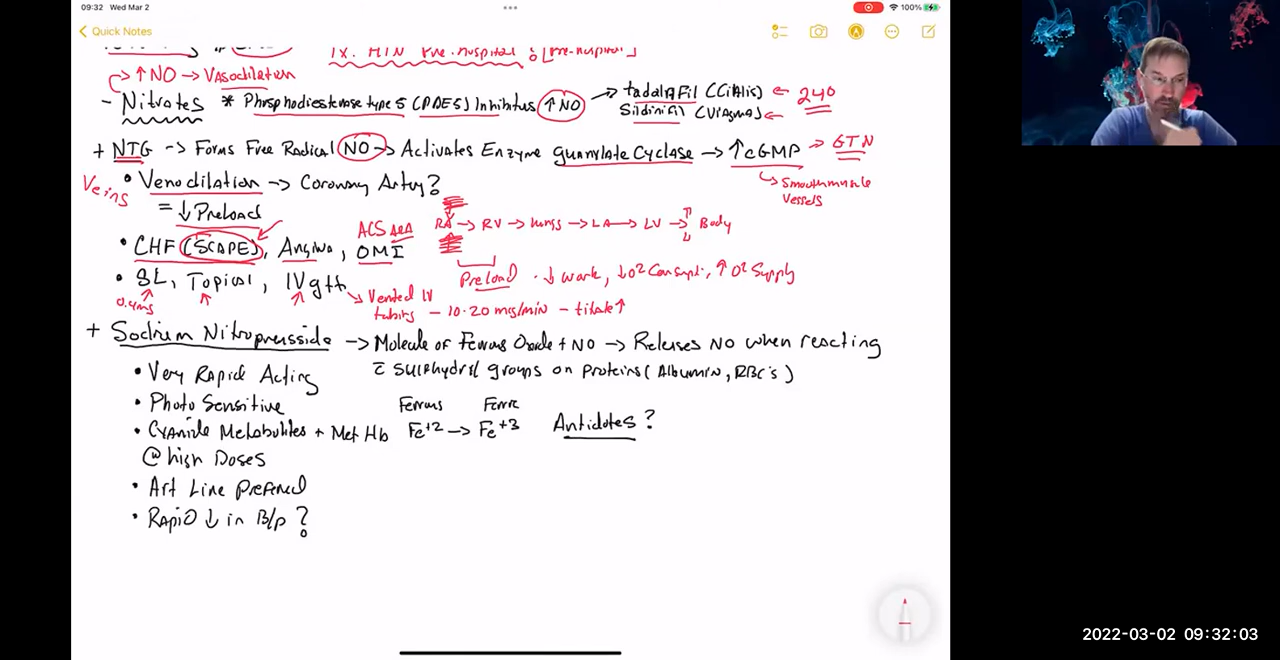 09:32 Wed Mar 2
100%
Quick Notes
Tx. HTN Pre-Hospital
↑NO → Vasodilation
- Nitrates * Phosphodiesterase type 5 (PDE5) Inhibitors ↑NO → tadalafil (Cialis) ← 240
Sildinifil (Viagma) ←
+ NTG → Forms Free Radical NO → Activates Enzyme guanylate Cyclase → ↑cGMP → GTN
Veins • Venodilation → Coronary Artery? Smooth muscle
= ↓ Preload Vessels
• CHF (SCAPE), Angina, OMI ACS RA → RV → lungs → LA → LV → Body
• SL, Topical, IV gtt Preload · ↓ work, ↓O² Consupt., ↑ O² Supply
0.4mg Vented IV
tubing - 10-20 mcg/min - titrate ↑
+ Sodium Nitroprusside → Molecule of Ferrous Oxide + NO → Releases NO when reacting
c̄ sulphydril groups on proteins (Albumin, RBC's)
• Very Rapid Acting
• Photo Sensitive Ferrous Ferric
• Cyanide Metabolites + Met Hb Fe+2 → Fe+3 Antidotes?
@ high Doses
• Art Line Prefered
• Rapid ↓ in B/p ?
2022-03-02 09:32:03